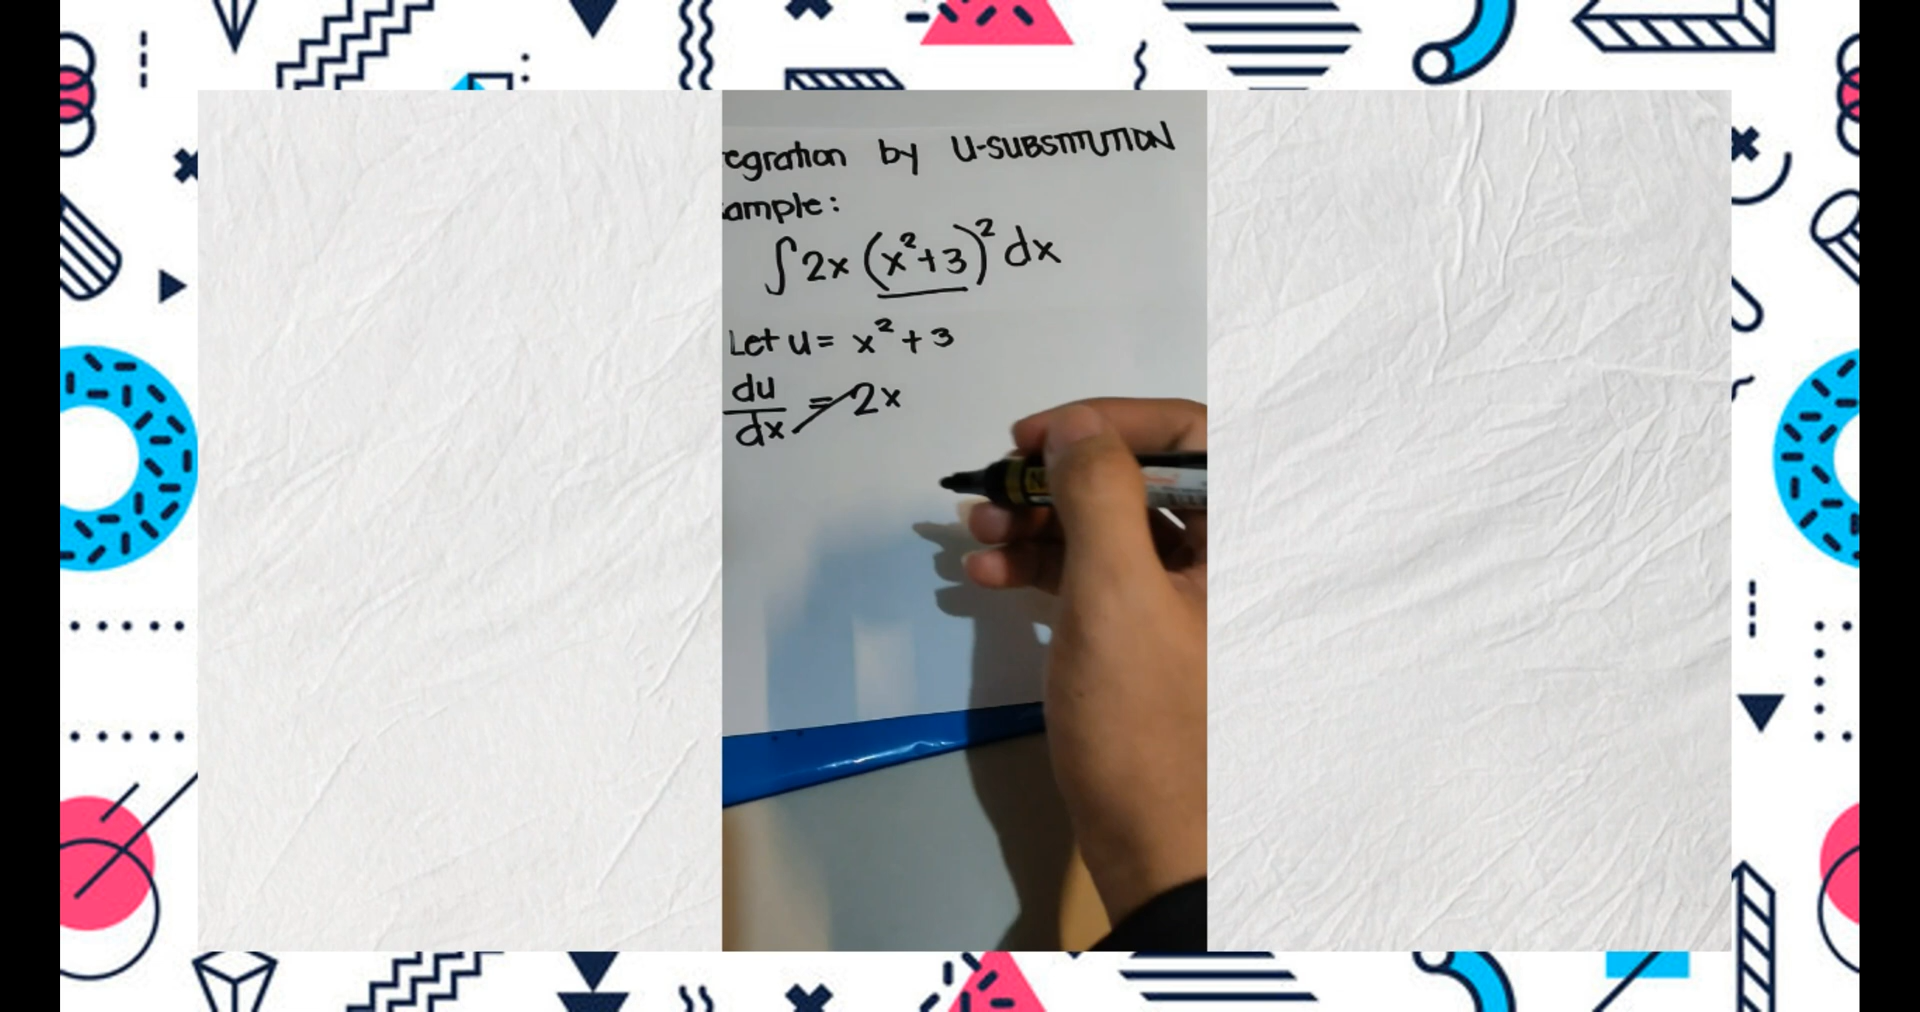 egration by U-SUBSTITUTION
ample:
∫2x (x²+3)² dx
Let u = x² + 3
du/dx = 2x